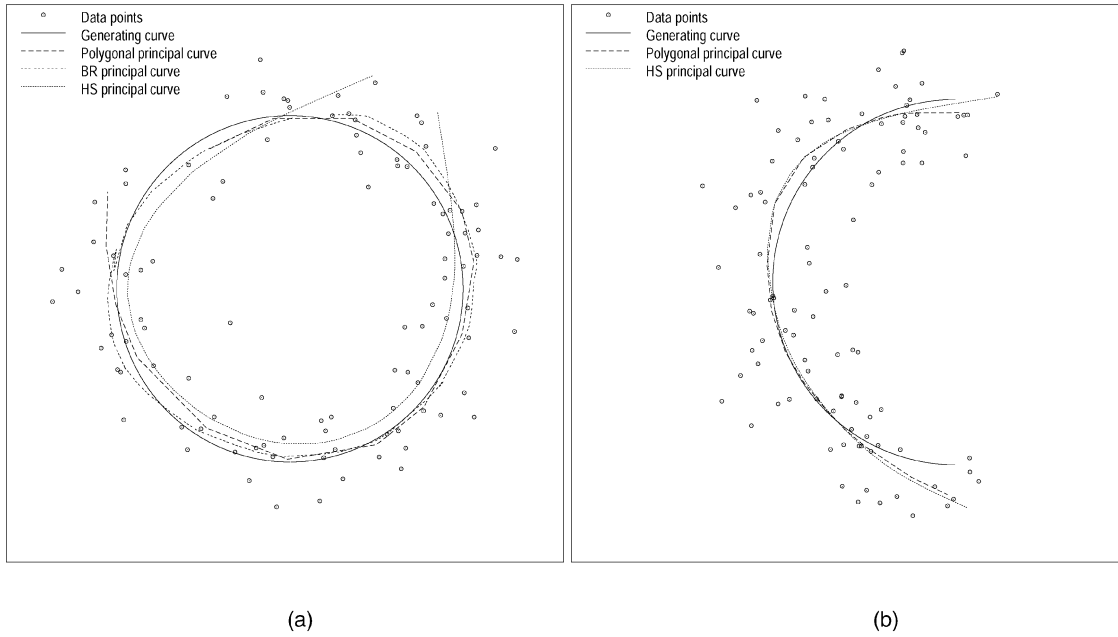 Data points
Generating curve
Polygonal principal curve
BR principal curve
HS principal curve
Data points
Generating curve
Polygonal principal curve
HS principal curve
(a)
(b)